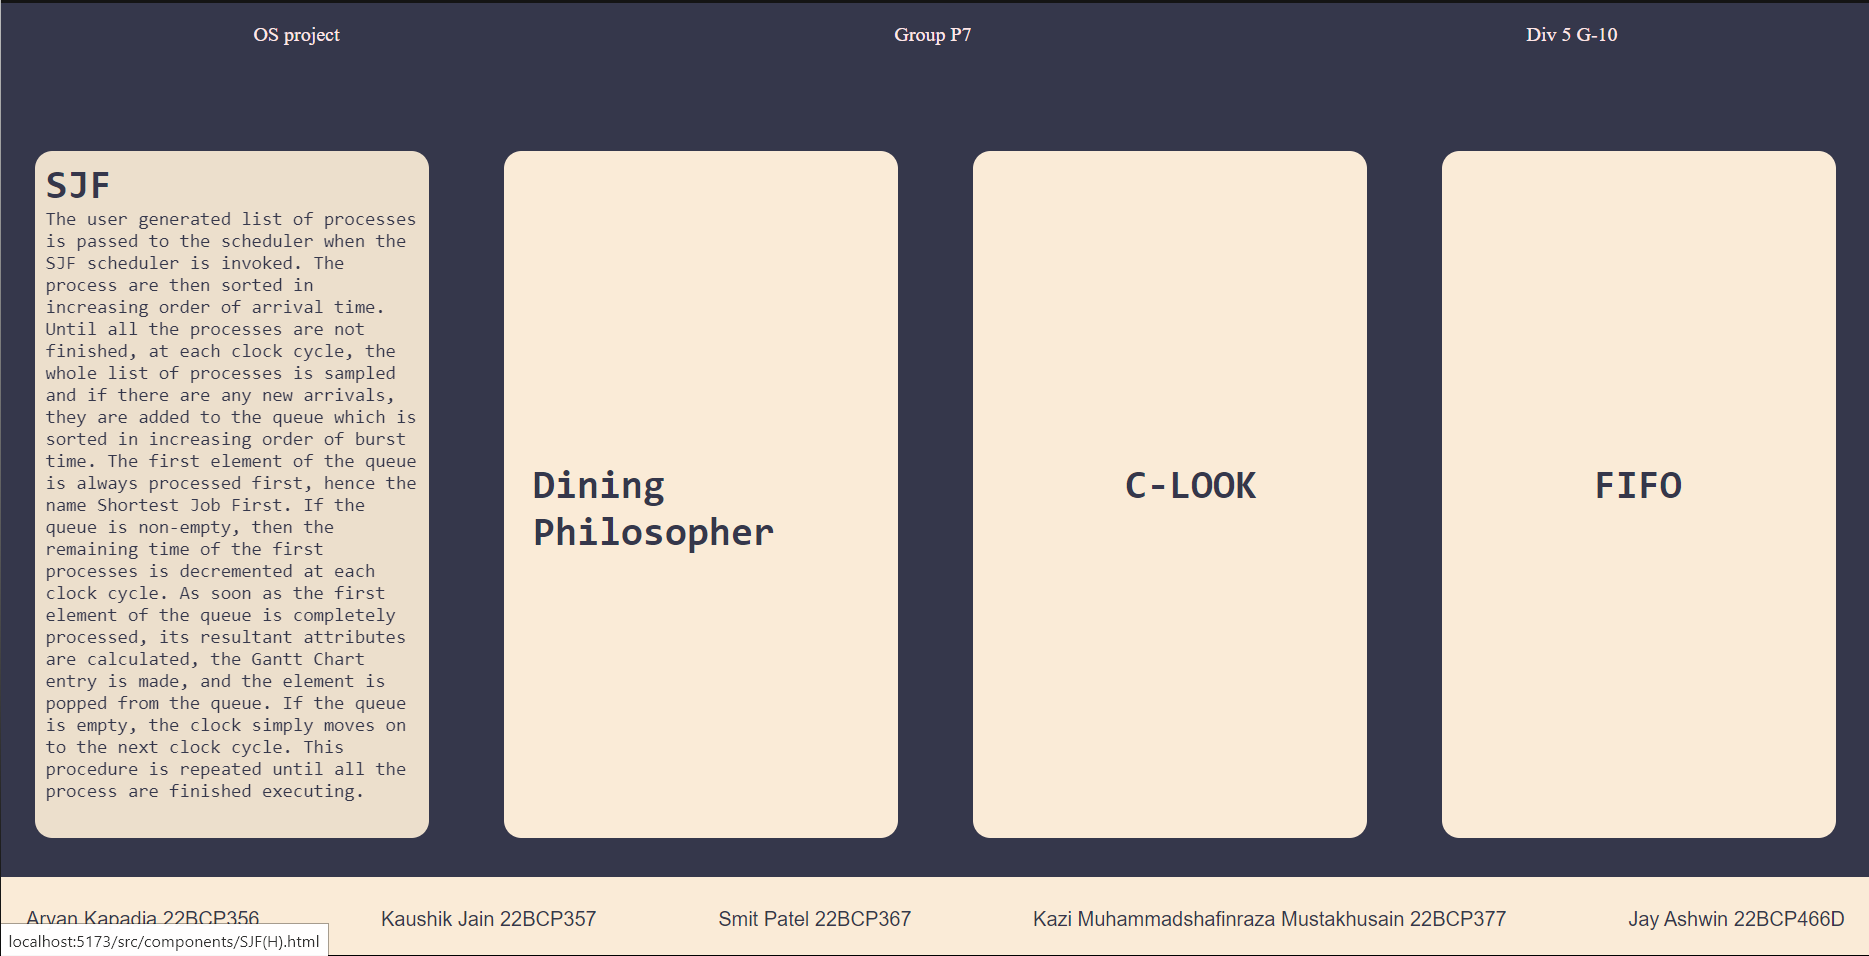 OS project
Group P7
Div 5 G-10
SJF
The user generated list of processes
is passed to the scheduler when the
SJF scheduler is invoked. The
process are then sorted in
increasing order of arrival time.
Until all the processes are not
finished, at each clock cycle, the
whole list of processes is sampled
and if there are any new arrivals,
they are added to the queue which is
sorted in increasing order of burst
time. The first element of the queue
is always processed first, hence the
name Shortest Job First. If the
queue is non-empty, then the
remaining time of the first
processes is decremented at each
clock cycle. As soon as the first
element of the queue is completely
processed, its resultant attributes
are calculated, the Gantt Chart
entry is made, and the element is
popped from the queue. If the queue
is empty, the clock simply moves on
to the next clock cycle. This
procedure is repeated until all the
process are finished executing.
Dining
Philosopher
C-LOOK
FIFO
Aryan Kapadia 22BCP356
Kaushik Jain 22BCP357
Smit Patel 22BCP367
Kazi Muhammadshafinraza Mustakhusain 22BCP377
Jay Ashwin 22BCP466D
localhost:5173/src/components/SJF(H).html